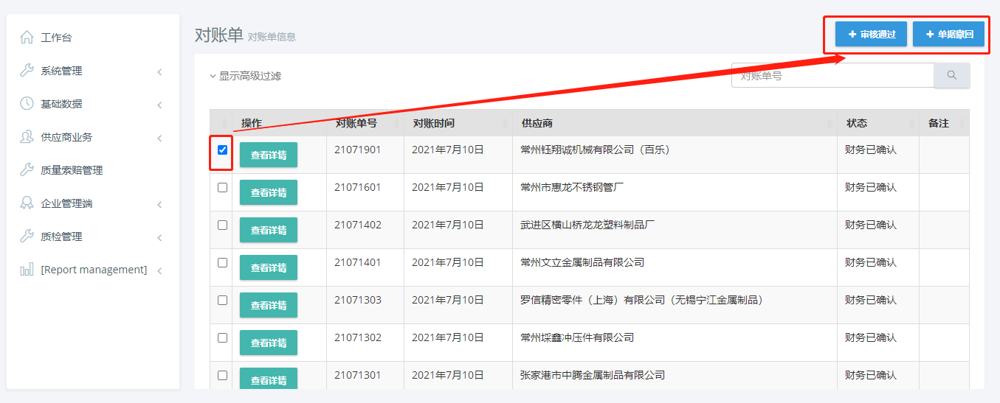 工作台
系统管理
基础数据
供应商业务
质量索赔管理
企业管理端
质检管理
[Report management]
对账单 对账单信息
审核通过 单据撤回
显示高级过滤 对账单号
操作 对账单号 对账时间 供应商 状态 备注
查看详情 21071901 2021年7月10日 常州钰翔诚机械有限公司（百乐） 财务已确认
查看详情 21071601 2021年7月10日 常州市惠龙不锈钢管厂 财务已确认
查看详情 21071402 2021年7月10日 武进区横山桥龙龙塑料制品厂 财务已确认
查看详情 21071401 2021年7月10日 常州文立金属制品有限公司 财务已确认
查看详情 21071303 2021年7月10日 罗信精密零件（上海）有限公司（无锡宁江金属制品） 财务已确认
查看详情 21071302 2021年7月10日 常州埰鑫冲压件有限公司 财务已确认
查看详情 21071301 2021年7月10日 张家港市中腾金属制品有限公司 财务已确认